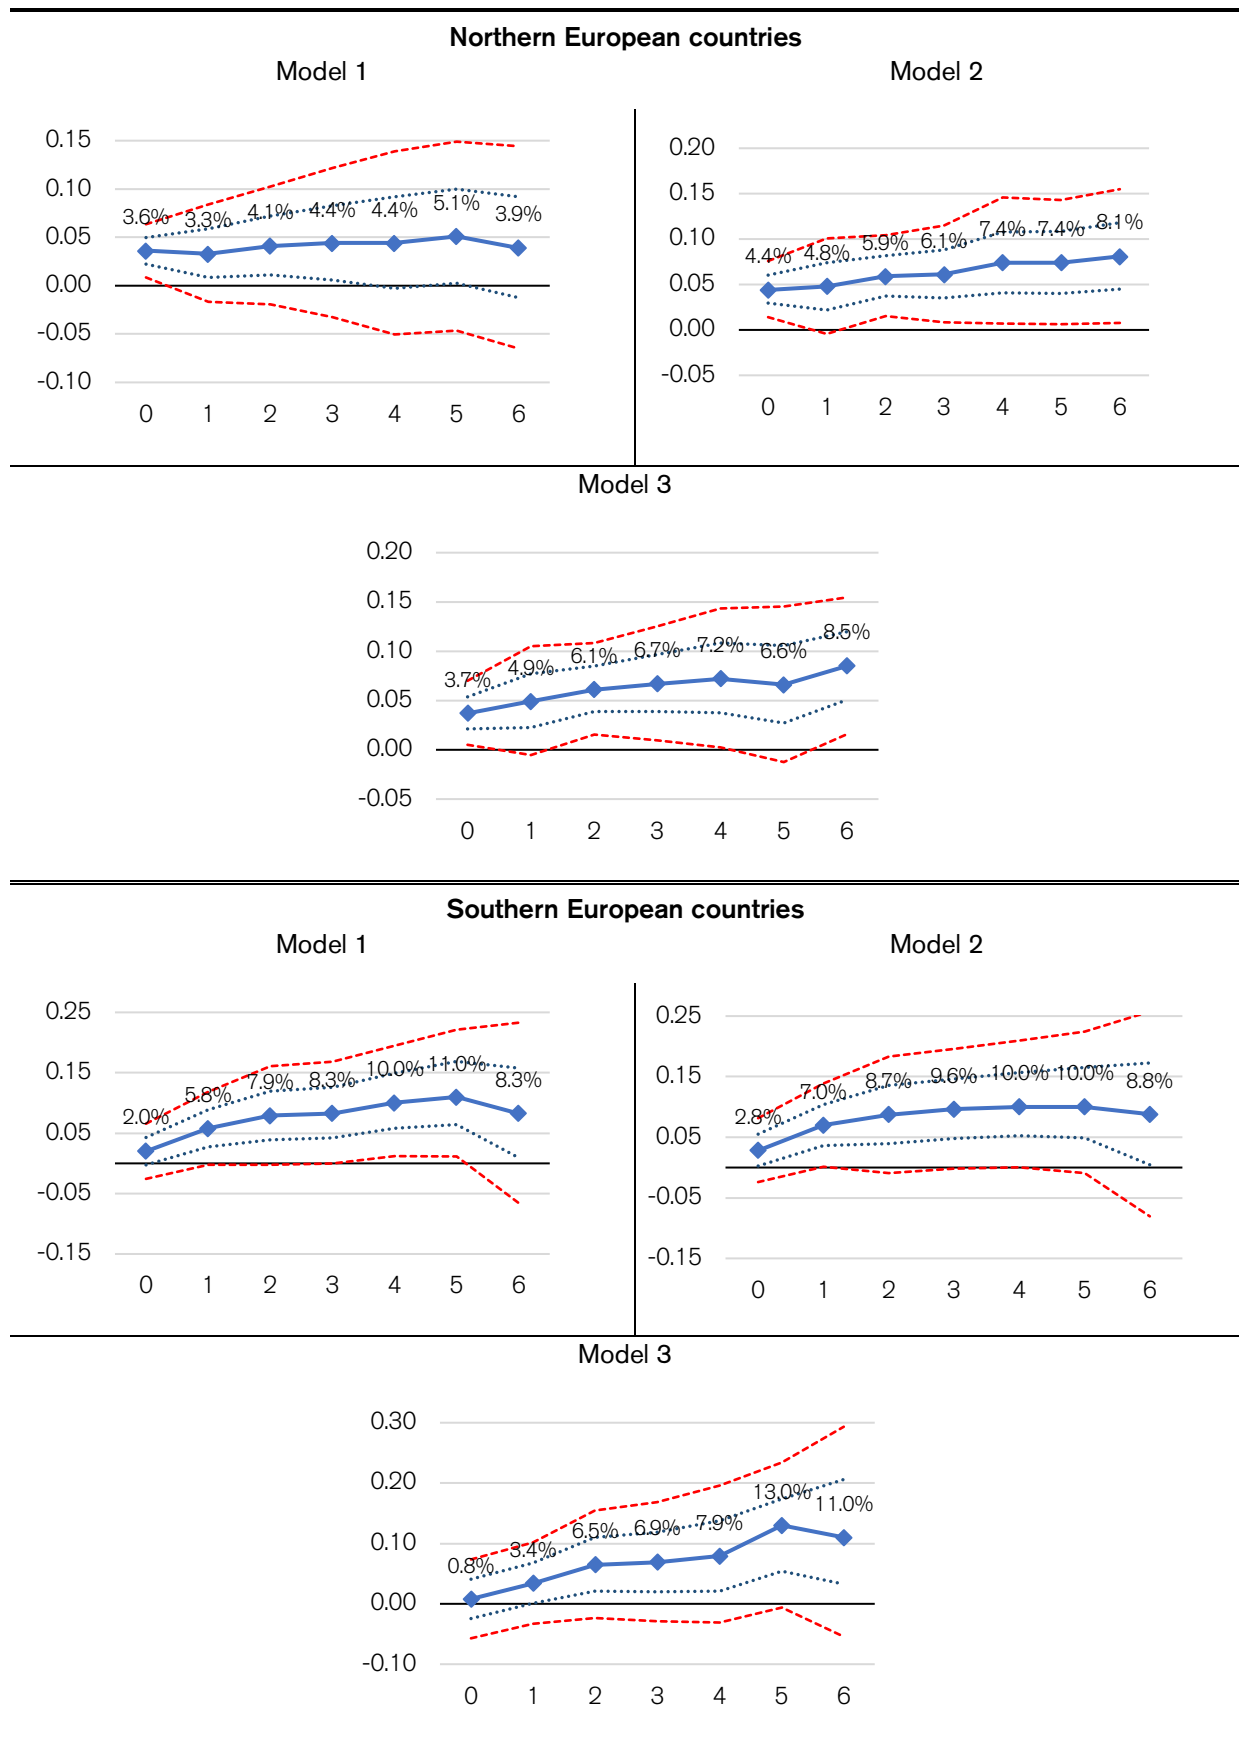 Northern European countries
Model 1
Model 2
0.15
0.10
0.05
0.00
-0.05
-0.10
3.6% 3.3% 4.1% 4.4% 4.4% 5.1% 3.9%
0 1 2 3 4 5 6
0.20
0.15
0.10
0.05
0.00
-0.05
4.4% 4.8% 5.9% 6.1% 7.4% 7.4% 8.1%
0 1 2 3 4 5 6
Model 3
0.20
0.15
0.10
0.05
0.00
-0.05
3.7% 4.9% 6.1% 6.7% 7.2% 6.6% 8.5%
0 1 2 3 4 5 6
Southern European countries
Model 1
Model 2
0.25
0.15
0.05
-0.05
-0.15
2.0% 5.8% 7.9% 8.3% 10.0% 11.0% 8.3%
0 1 2 3 4 5 6
0.25
0.15
0.05
-0.05
-0.15
2.8% 7.0% 8.7% 9.6% 10.0% 10.0% 8.8%
0 1 2 3 4 5 6
Model 3
0.30
0.20
0.10
0.00
-0.10
0.8% 3.4% 6.5% 6.9% 7.9% 13.0% 11.0%
0 1 2 3 4 5 6